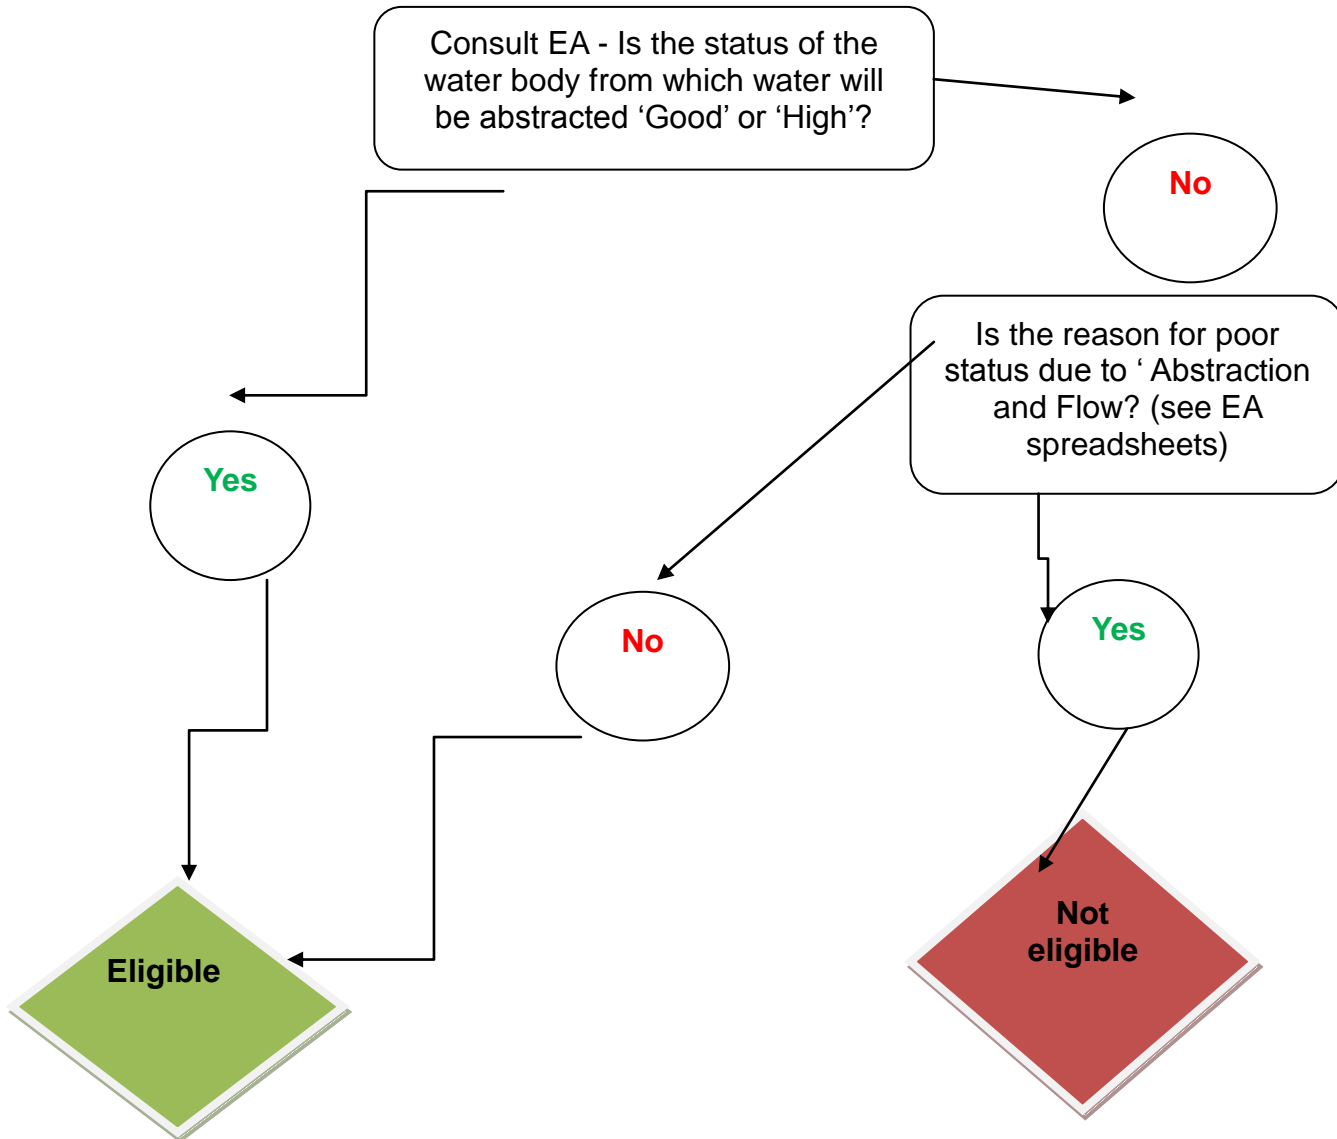 Consult EA - Is the status of the
water body from which water will
be abstracted ‘Good’ or ‘High’?
No
Is the reason for poor
status due to ‘ Abstraction
and Flow? (see EA
spreadsheets)
Yes
No
Yes
Not
eligible
Eligible